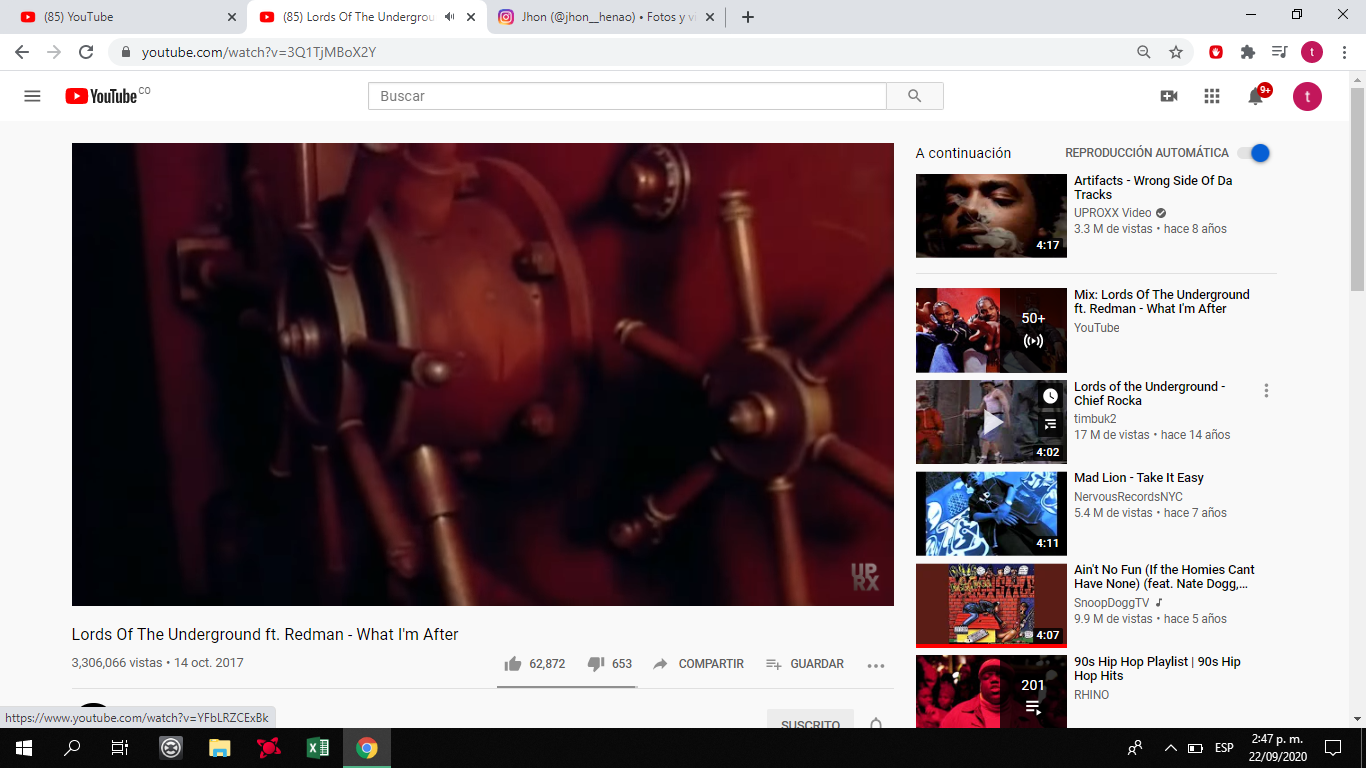 (85) YouTube
(85) Lords Of The Undergrou
Jhon (@jhon__henao) • Fotos y vi
youtube.com/watch?v=3Q1TjMBoX2Y
t
YouTube CO
Buscar
9+
t
UP
RX
Lords Of The Underground ft. Redman - What I'm After
3,306,066 vistas • 14 oct. 2017
62,872
653
COMPARTIR
GUARDAR
SUSCRITO
A continuación
REPRODUCCIÓN AUTOMÁTICA
4:17
Artifacts - Wrong Side Of Da
Tracks
UPROXX Video
3.3 M de vistas • hace 8 años
50+
Mix: Lords Of The Underground
ft. Redman - What I'm After
YouTube
4:02
Lords of the Underground -
Chief Rocka
timbuk2
17 M de vistas • hace 14 años
4:11
Mad Lion - Take It Easy
NervousRecordsNYC
5.4 M de vistas • hace 7 años
4:07
Ain't No Fun (If the Homies Cant
Have None) (feat. Nate Dogg,...
SnoopDoggTV
9.9 M de vistas • hace 5 años
201
90s Hip Hop Playlist | 90s Hip
Hop Hits
RHINO
https://www.youtube.com/watch?v=YFbLRZCExBk
ESP
2:47 p. m.
22/09/2020